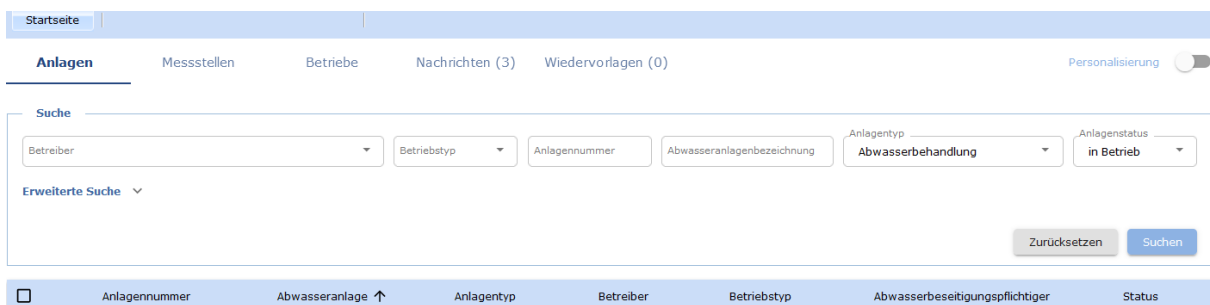 Startseite
Anlagen Messstellen Betriebe Nachrichten (3) Wiedervorlagen (0) Personalisierung
Suche
Anlagentyp Anlagenstatus
Betreiber Betriebstyp Anlagennummer Abwasseranlagenbezeichnung Abwasserbehandlung in Betrieb
Erweiterte Suche
Zurücksetzen Suchen
Anlagennummer Abwasseranlage Anlagentyp Betreiber Betriebstyp Abwasserbeseitigungspflichtiger Status